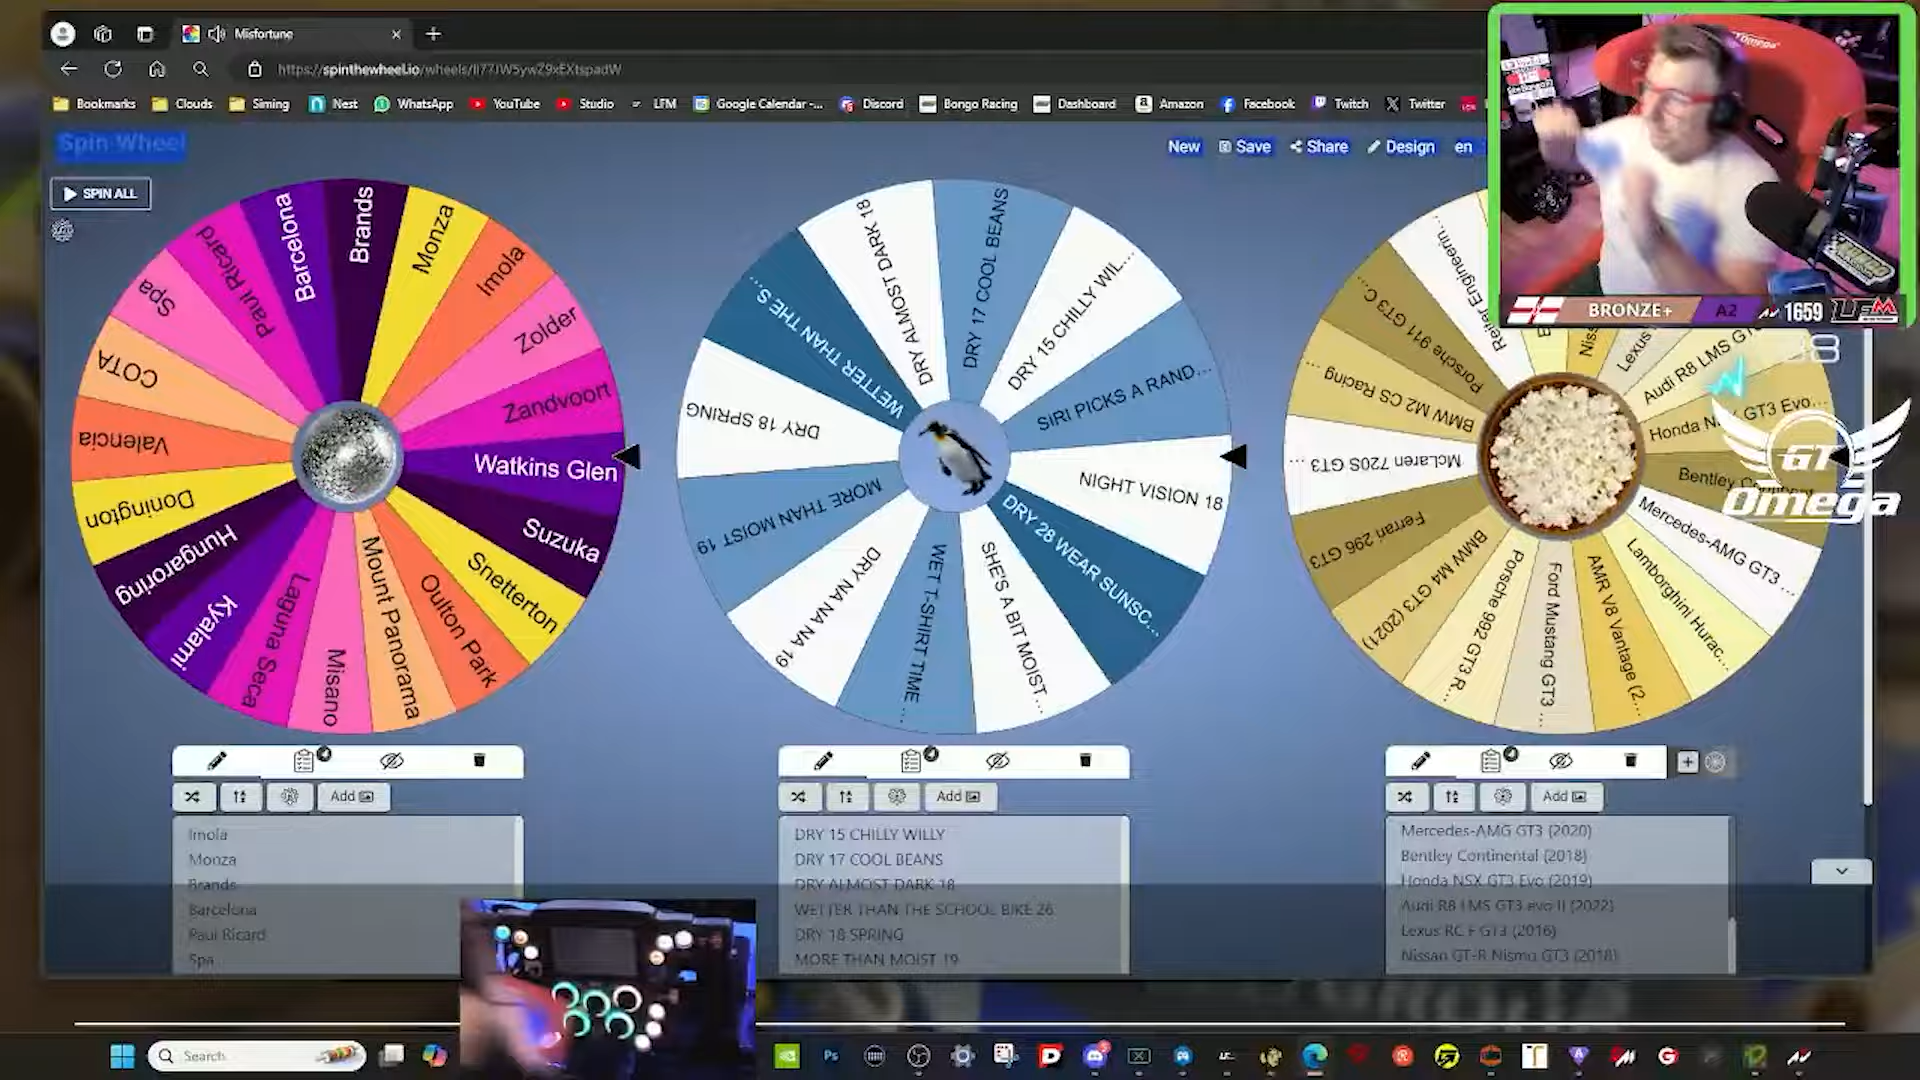 Misfortune
https://spinthewheel.io/wheels/
Bookmarks Clouds Siming Nest WhatsApp YouTube Studio LFM Google Calendar -... Discord Bongo Racing Dashboard Amazon Facebook Twitch Twitter
Spin Wheel
New Save Share Design en
SPIN ALL
Brands
Monza
Imola
Zolder
Zandvoort
Watkins Glen
Suzuka
Snetterton
Oulton Park
Mount Panorama
Misano
Laguna Seca
Kyalami
Hungaroring
Donington
Valencia
COTA
Spa
Paul Ricard
Barcelona
DRY 17 COOL BEANS
DRY 15 CHILLY WIL...
SIRI PICKS A RAND...
NIGHT VISION 18
DRY 28 WEAR SUNSC...
SHE'S A BIT MOIST ...
WET T-SHIRT TIME ...
DRY NA NA NA 19
MORE THAN MOIST 19
DRY 18 SPRING
WETTER THAN THE S...
DRY ALMOST DARK 18
Audi R8 LMS GT
Honda N GT3 Evo...
Bentley
Mercedes-AMG GT3 ...
Lamborghini Hurac...
AMR V8 Vantage (2...
Ford Mustang GT3 ...
Porsche 992 GT3 R...
BMW M4 GT3 (2021)
Ferrari 296 GT3
McLaren 720S GT3 ...
BMW M2 CS Racing ...
Porsche 911 GT3 C...
Reiter Engineerin...
Niss
Lexus
BRONZE+ A2 1659 LFM
GT
Omega
Add
Imola
Monza
Brands
Barcelona
Paul Ricard
Spa
Add
DRY 15 CHILLY WILLY
DRY 17 COOL BEANS
DRY ALMOST DARK 18
WETTER THAN THE SCHOOL BIKE 26
DRY 18 SPRING
MORE THAN MOIST 19
Add
Mercedes-AMG GT3 (2020)
Bentley Continental (2018)
Honda NSX GT3 Evo (2019)
Audi R8 LMS GT3 evo II (2022)
Lexus RC F GT3 (2016)
Nissan GT-R Nismo GT3 (2018)
Search